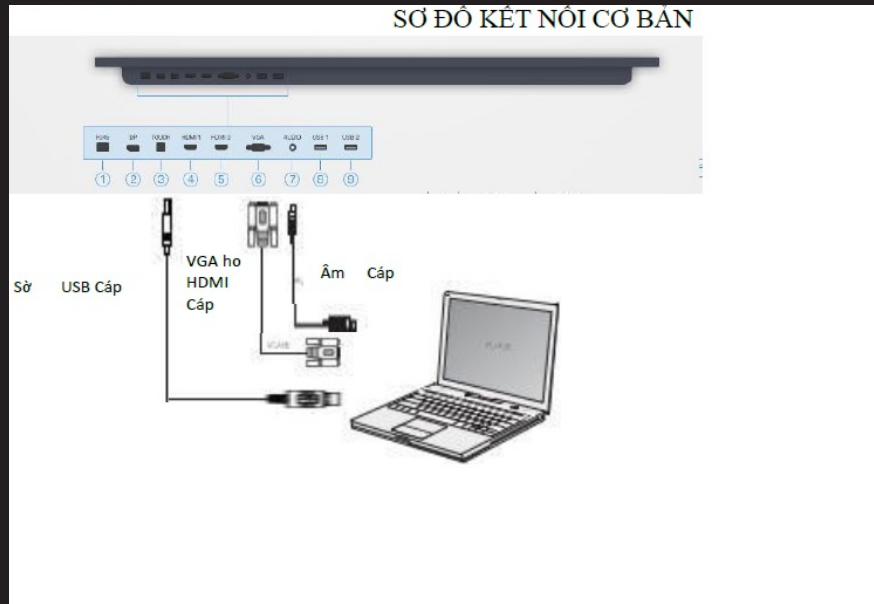 SƠ ĐỒ KẾT NỐI CƠ BẢN
RJ45 DP TOUCH HDMI 1 HDMI 2 VGA AUDIO USB 1 USB 2
① ② ③ ④ ⑤ ⑥ ⑦ ⑧ ⑨
Sờ USB Cáp
VGA ho
HDMI
Cáp
Âm Cáp